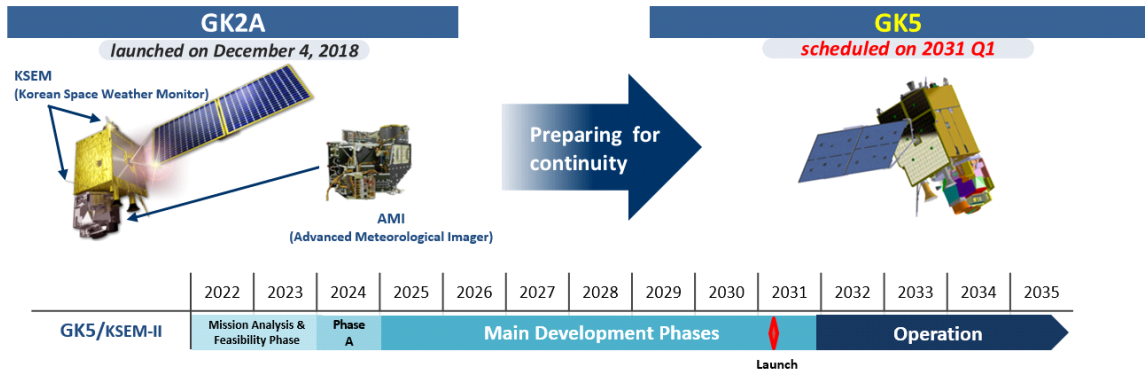 GK2A
launched on December 4, 2018
KSEM
(Korean Space Weather Monitor)
AMI
(Advanced Meteorological Imager)
Preparing for
continuity
GK5
scheduled on 2031 Q1
2022 2023 2024 2025 2026 2027 2028 2029 2030 2031 2032 2033 2034 2035
GK5/KSEM-II
Mission Analysis &
Feasibility Phase
Phase
A
Main Development Phases
Operation
Launch